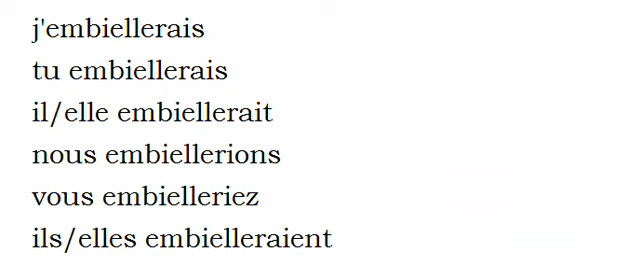 j'embiellerais
tu embiellerais
il/elle embiellerait
nous embiellerions
vous embielleriez
ils/elles embielleraient